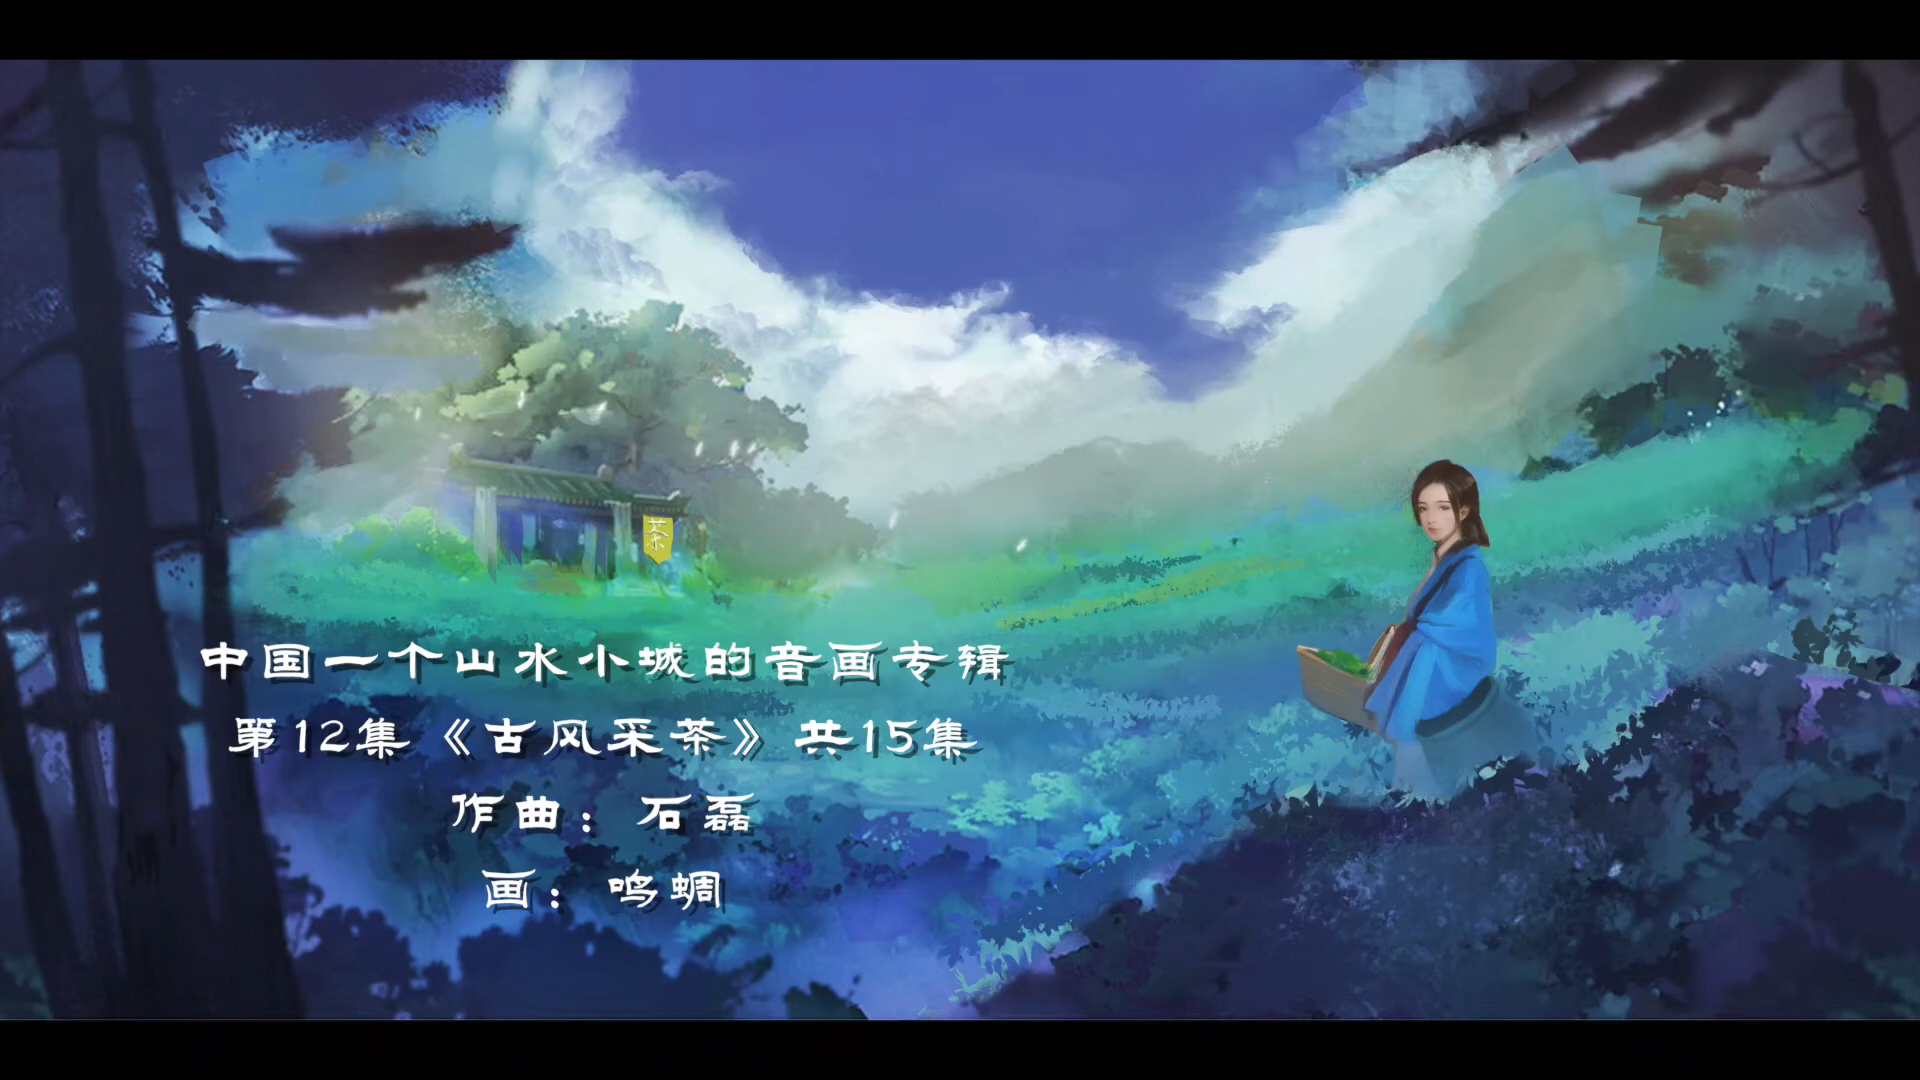 茶
中国一个山水小城的音画专辑
第12集《古风采茶》共15集
作曲：石磊
画：鸣蜩